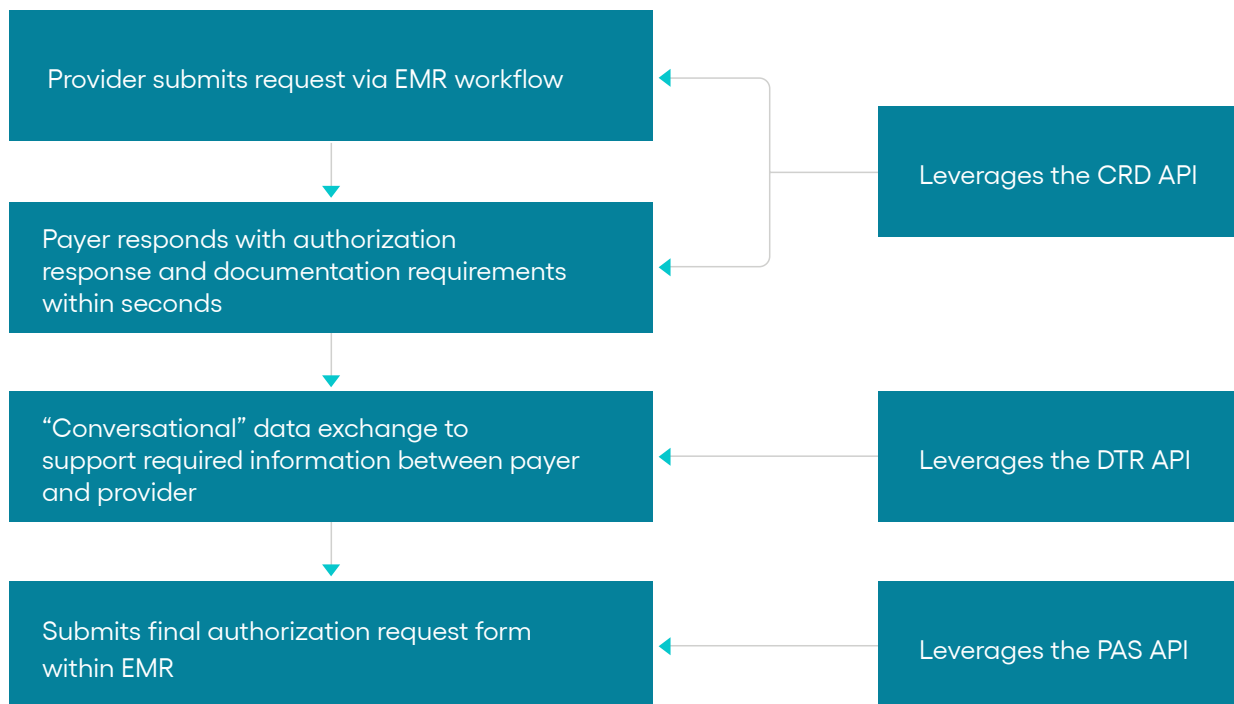 Provider submits request via EMR workflow
Leverages the CRD API
Payer responds with authorization
response and documentation requirements
within seconds
“Conversational” data exchange to
support required information between payer
and provider
Leverages the DTR API
Submits final authorization request form
within EMR
Leverages the PAS API